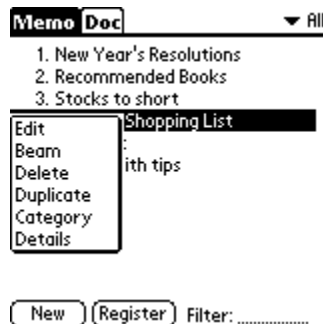 Memo Doc All
1. New Year's Resolutions
2. Recommended Books
3. Stocks to short
Shopping List
:
ith tips
Edit
Beam
Delete
Duplicate
Category
Details
New Register Filter: